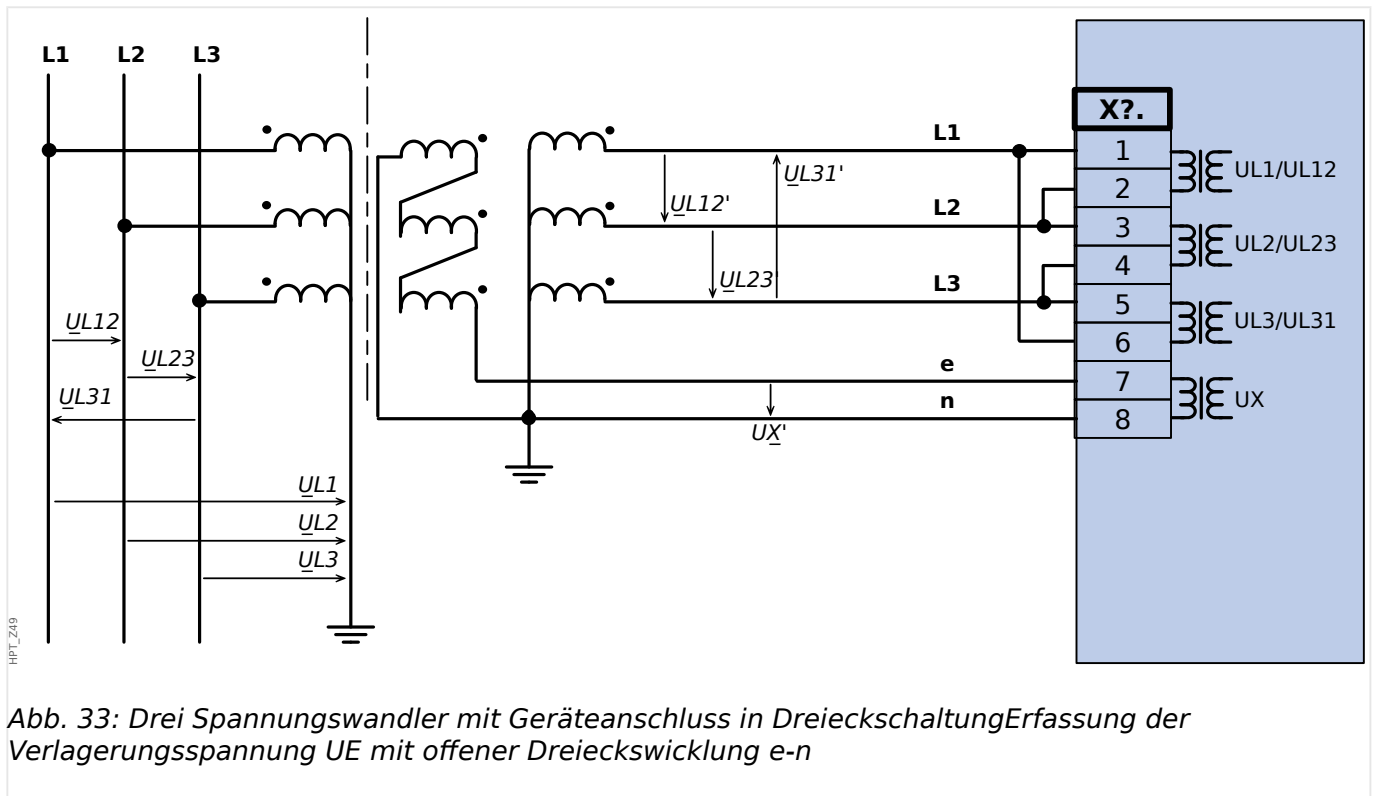 L1 L2 L3
X?.
L1
1
UL31'
UL1/UL12
2
UL12'
L2
3
UL2/UL23
4
UL23'
L3
5
UL12
UL3/UL31
6
UL23
e
7
UL31
n
UX
8
UX'
UL1
UL2
UL3
HPT_Z49
Abb. 33: Drei Spannungswandler mit Geräteanschluss in DreieckschaltungErfassung der
Verlagerungsspannung UE mit offener Dreieckswicklung e-n